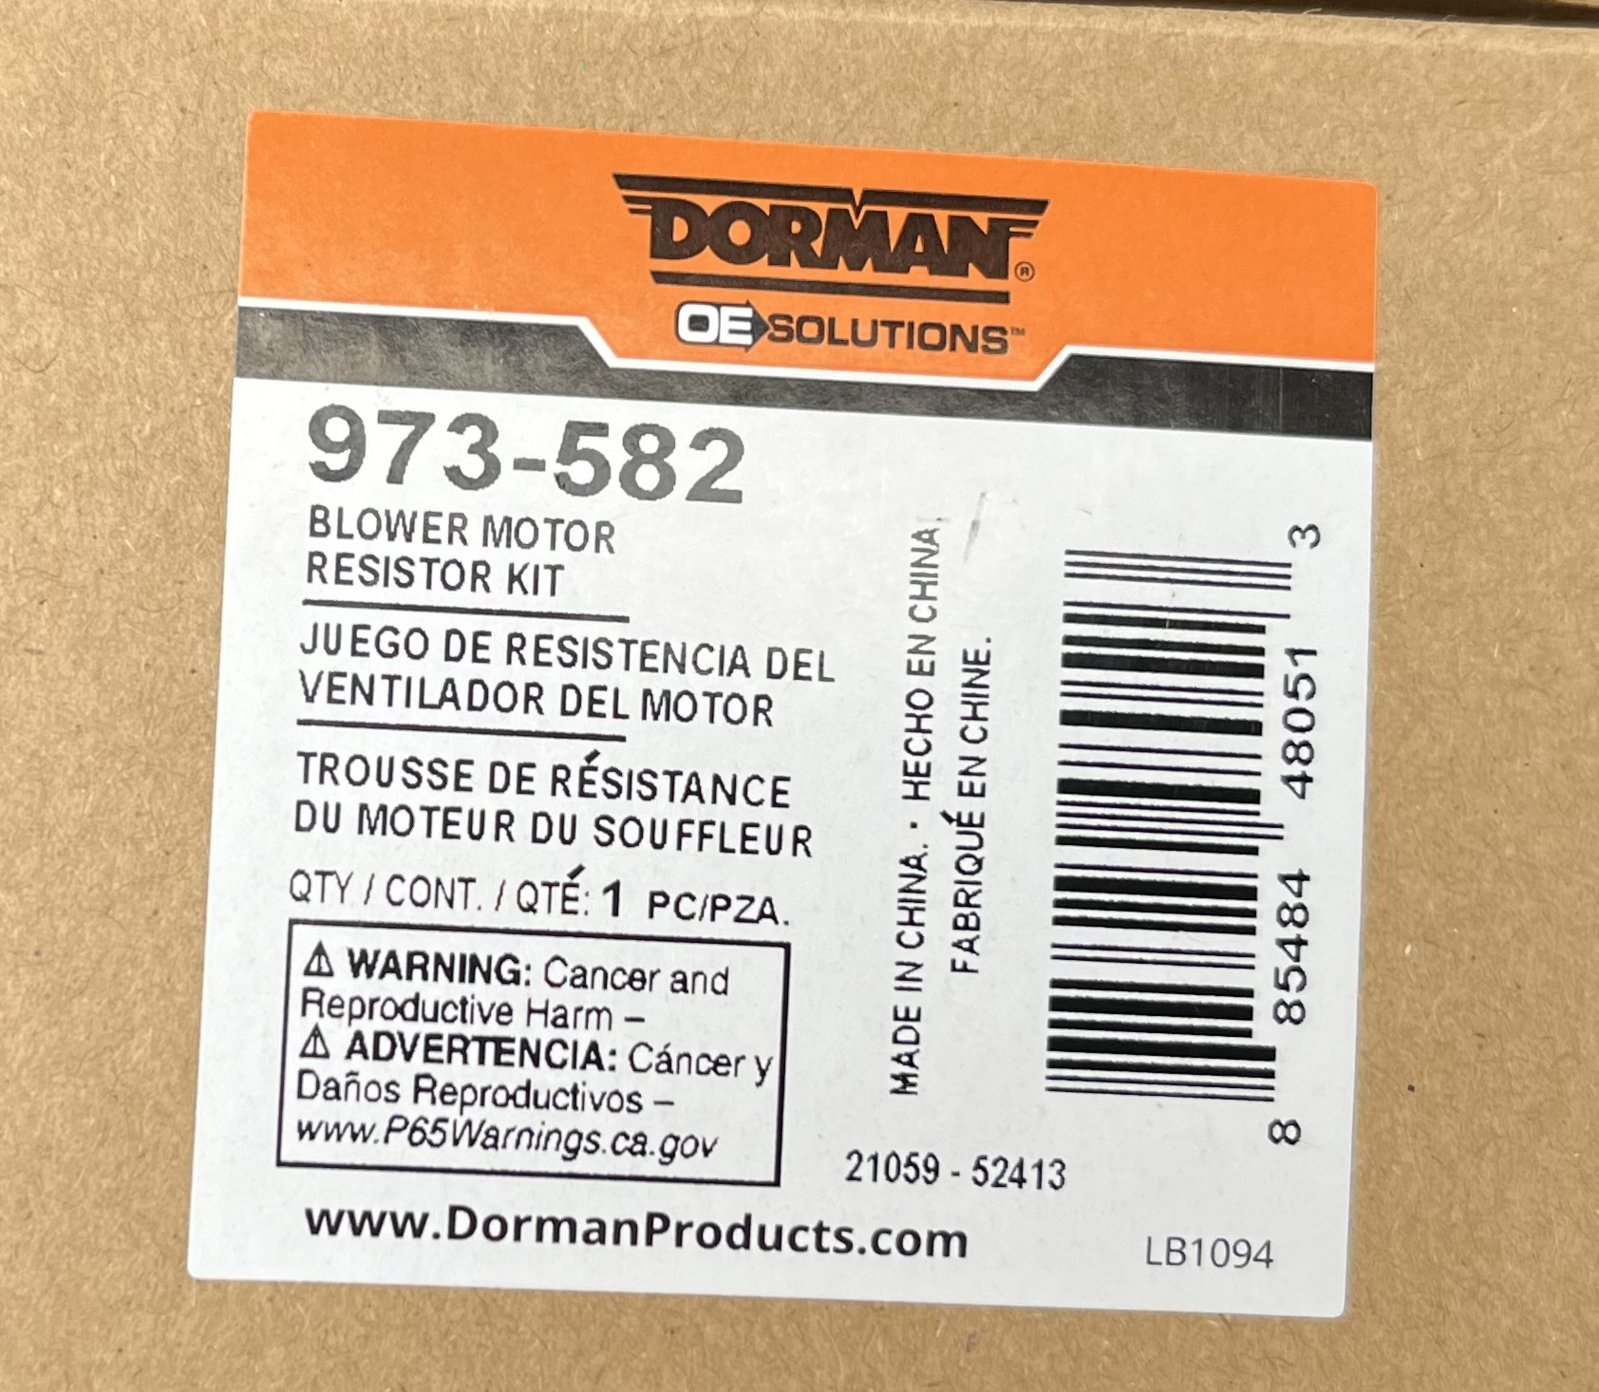 DORMAN®
OE SOLUTIONS™
973-582
BLOWER MOTOR
RESISTOR KIT
JUEGO DE RESISTENCIA DEL
VENTILADOR DEL MOTOR
TROUSSE DE RÉSISTANCE
DU MOTEUR DU SOUFFLEUR
QTY / CONT. / QTÉ: 1 PC/PZA.
⚠ WARNING: Cancer and
Reproductive Harm –
⚠ ADVERTENCIA: Cáncer y
Daños Reproductivos –
www.P65Warnings.ca.gov
MADE IN CHINA. · HECHO EN CHINA.
FABRIQUÉ EN CHINE.
8 85484 48051 3
21059 - 52413
www.DormanProducts.com
LB1094